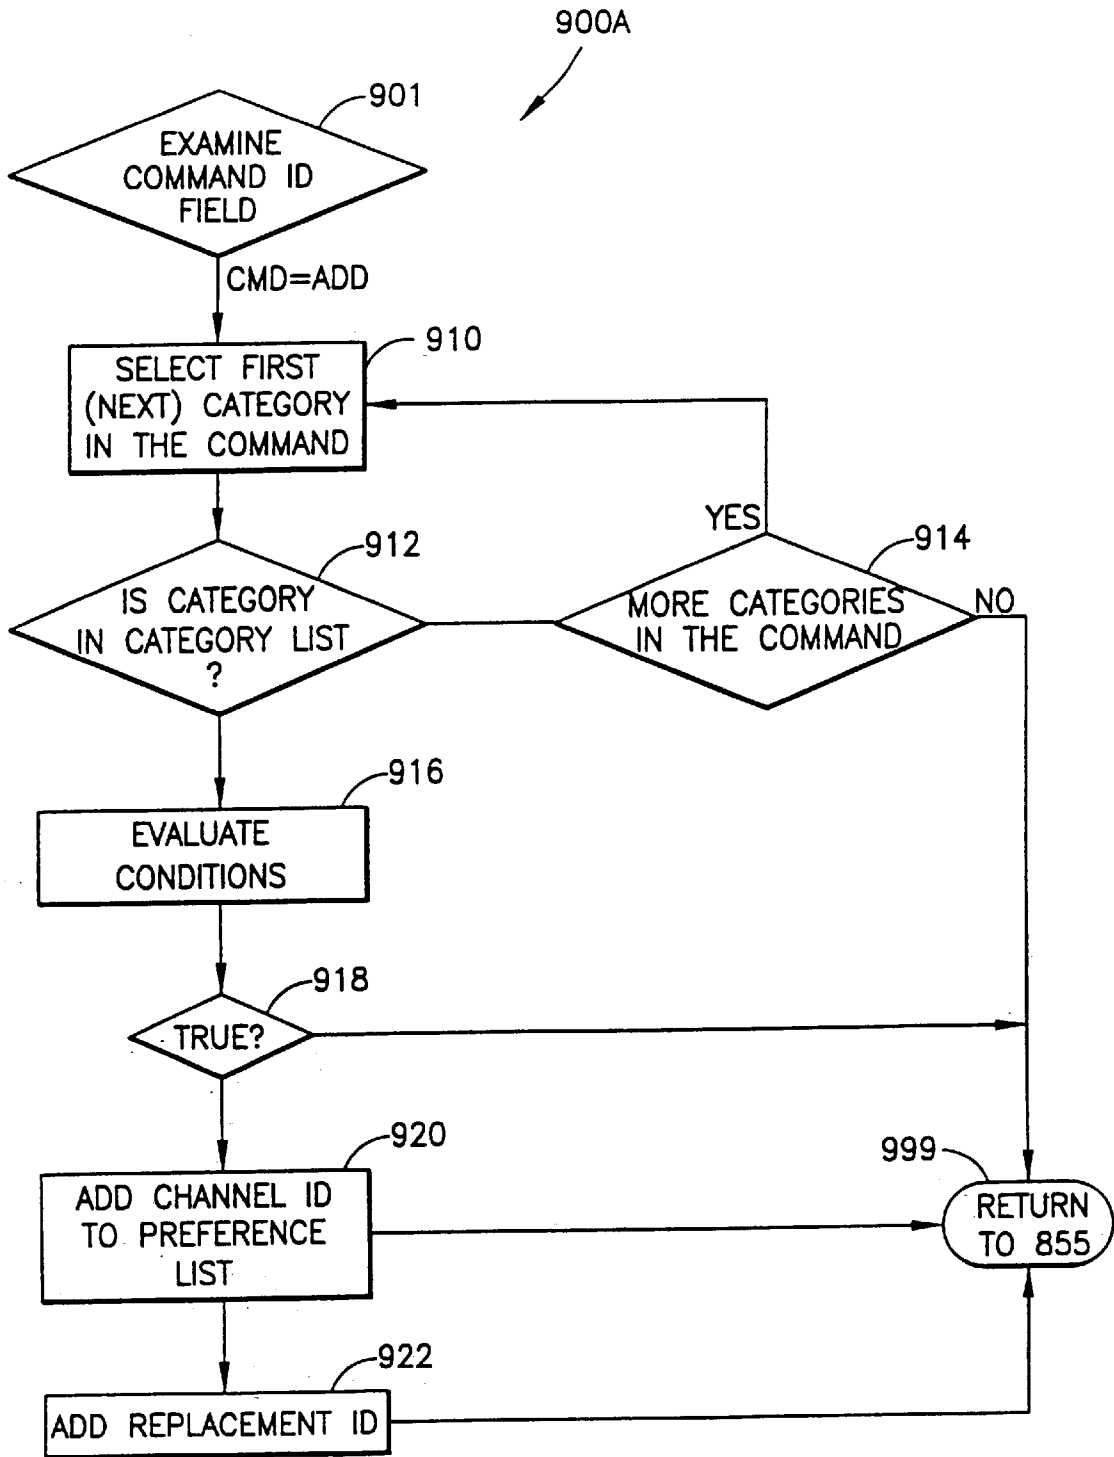 900A
901
EXAMINE
COMMAND ID
FIELD
CMD=ADD
910
SELECT FIRST
(NEXT) CATEGORY
IN THE COMMAND
912
IS CATEGORY
IN CATEGORY LIST
?
YES
914
MORE CATEGORIES
IN THE COMMAND
NO
916
EVALUATE
CONDITIONS
918
TRUE?
920
ADD CHANNEL ID
TO PREFERENCE
LIST
999
RETURN
TO 855
922
ADD REPLACEMENT ID